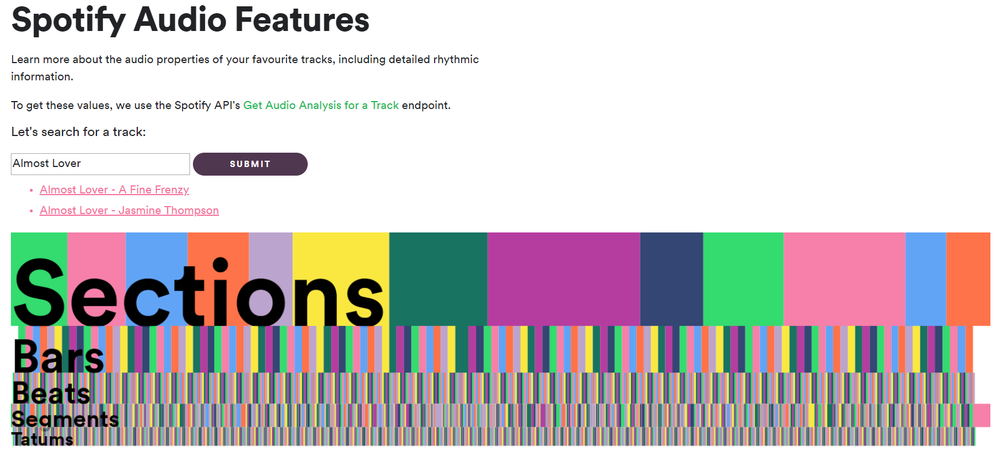 Spotify Audio Features
Learn more about the audio properties of your favourite tracks, including detailed rhythmic
information.
To get these values, we use the Spotify API's Get Audio Analysis for a Track endpoint.
Let's search for a track:
Almost Lover SUBMIT
• Almost Lover - A Fine Frenzy
• Almost Lover - Jasmine Thompson
Sections
Bars
Beats
Segments
Tatums